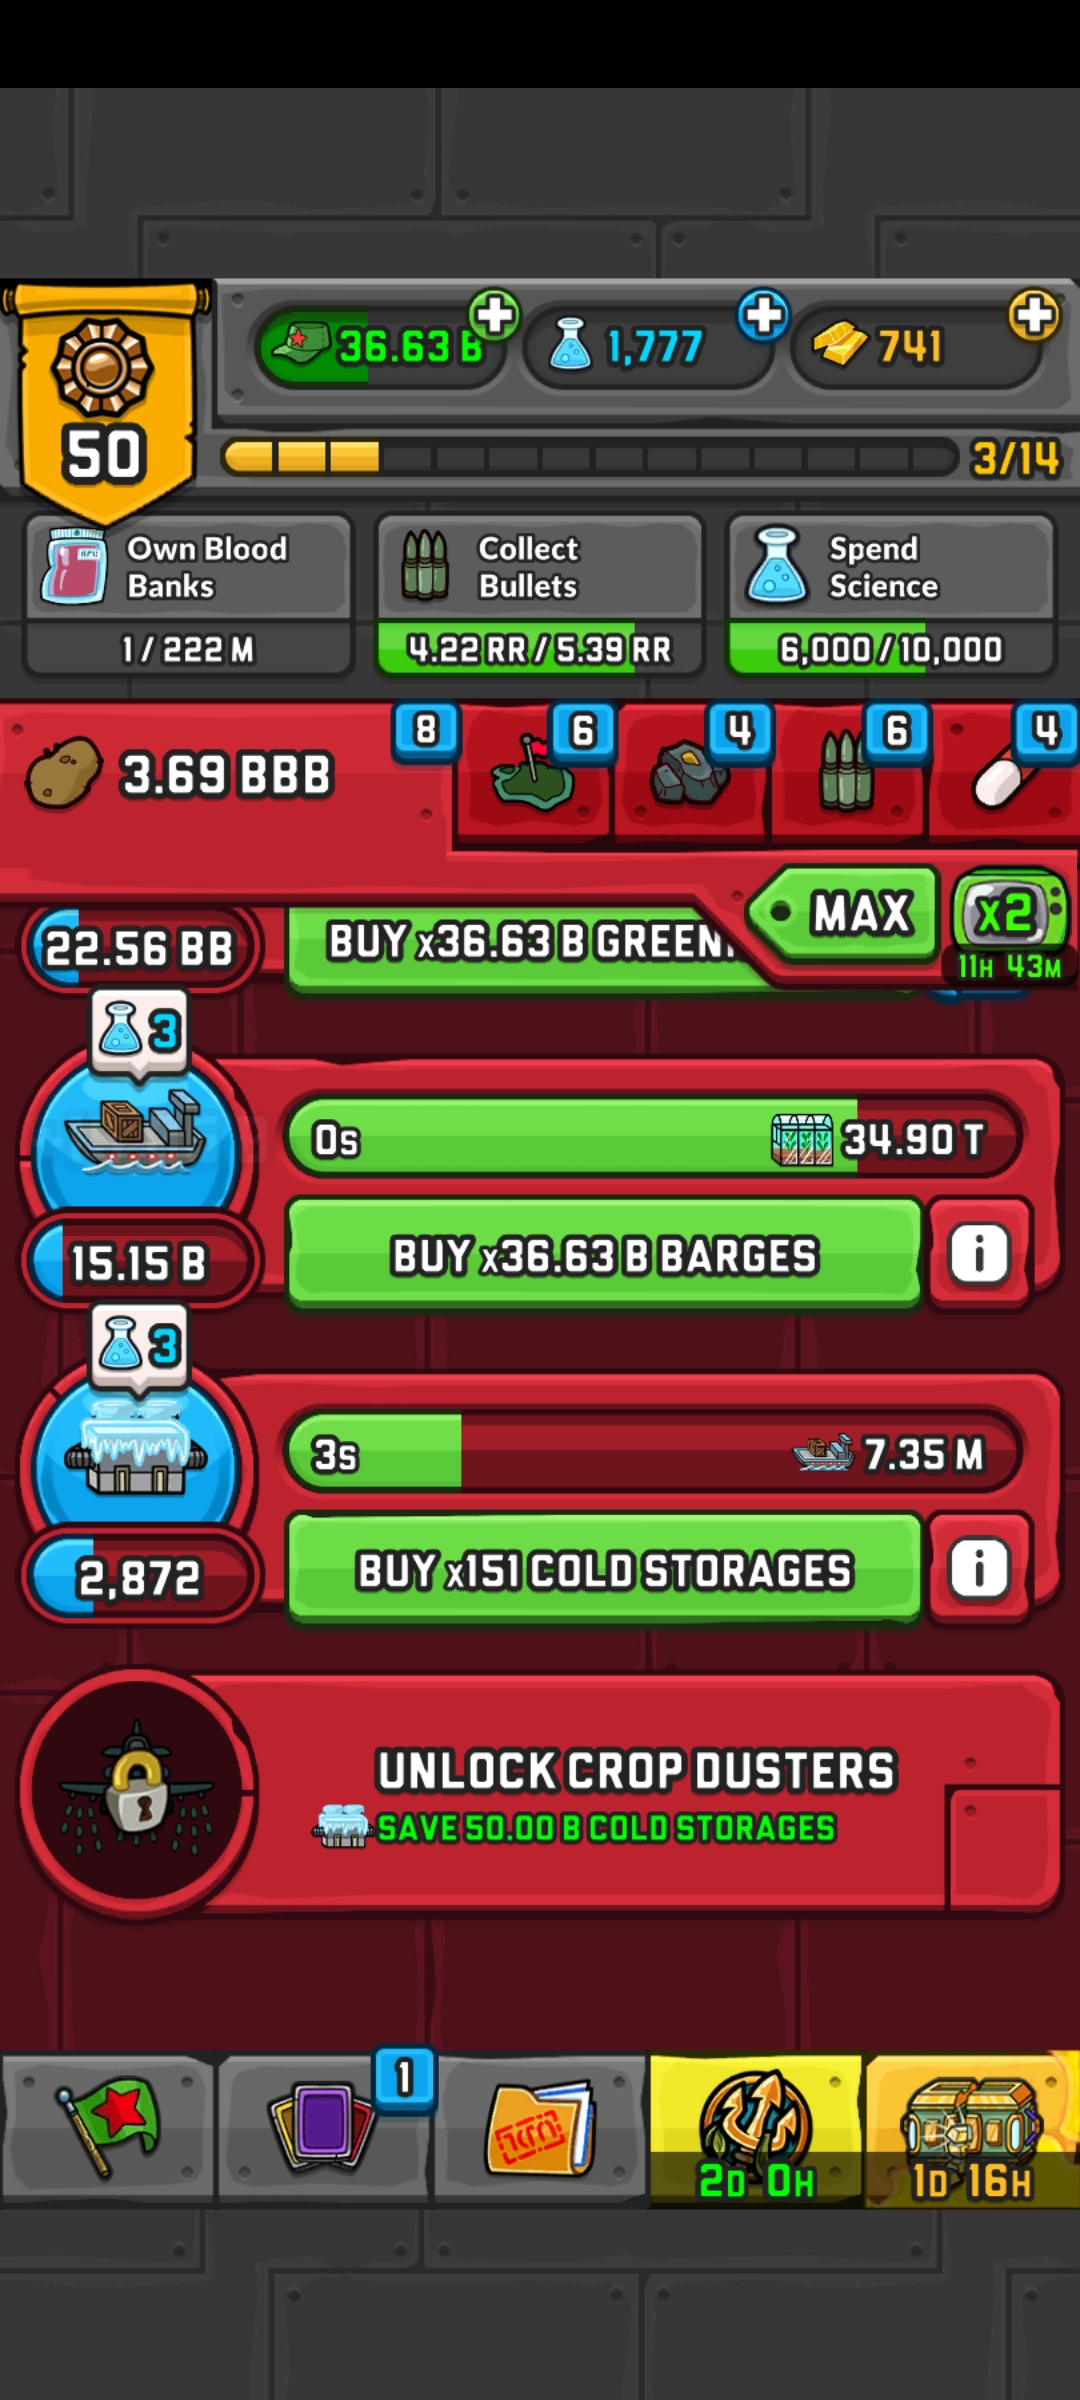 36.63 B
1,777
741
50
3/14
Own Blood
Banks
1 / 222 M
Collect
Bullets
4.22 RR / 5.39 RR
Spend
Science
6,000 / 10,000
3.69 BBB
8
6
4
6
4
MAX
x2
11H 43M
22.56 BB
BUY x36.63 B GREEN
3
0s
34.90 T
15.15 B
BUY x36.63 B BARGES
i
3
3s
7.35 M
2,872
BUY x151 COLD STORAGES
i
UNLOCK CROP DUSTERS
SAVE 50.00 B COLD STORAGES
1
2D 0H
1D 16H